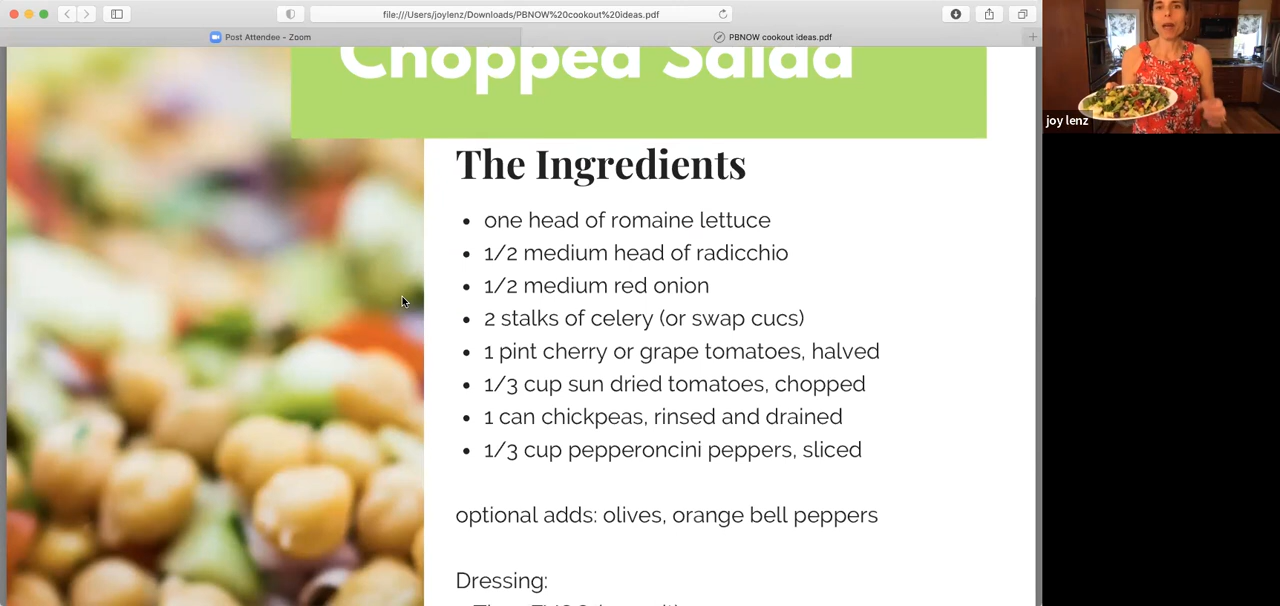 file:///Users/joylenz/Downloads/PBNOW%20cookout%20ideas.pdf
Post Attendee - Zoom
PBNOW cookout ideas.pdf
Chopped Salad
joy lenz
The Ingredients
• one head of romaine lettuce
• 1/2 medium head of radicchio
• 1/2 medium red onion
• 2 stalks of celery (or swap cucs)
• 1 pint cherry or grape tomatoes, halved
• 1/3 cup sun dried tomatoes, chopped
• 1 can chickpeas, rinsed and drained
• 1/3 cup pepperoncini peppers, sliced
optional adds: olives, orange bell peppers
Dressing: